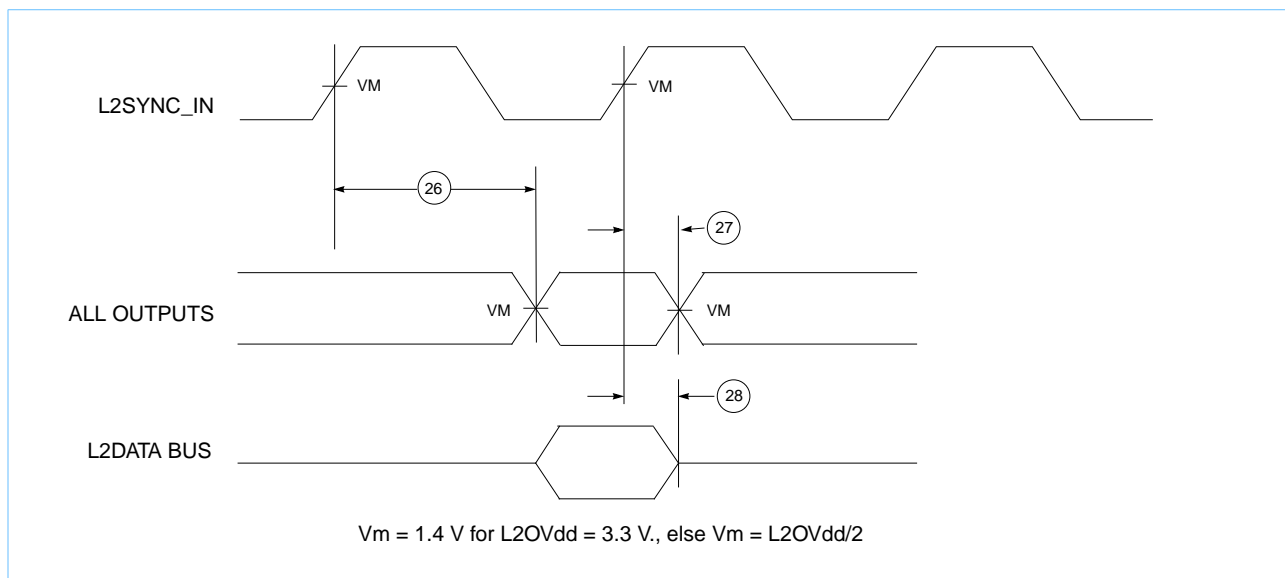 VM
VM
L2SYNC_IN
26
27
VM
VM
ALL OUTPUTS
28
L2DATA BUS
Vm = 1.4 V for L2OVdd = 3.3 V., else Vm = L2OVdd/2